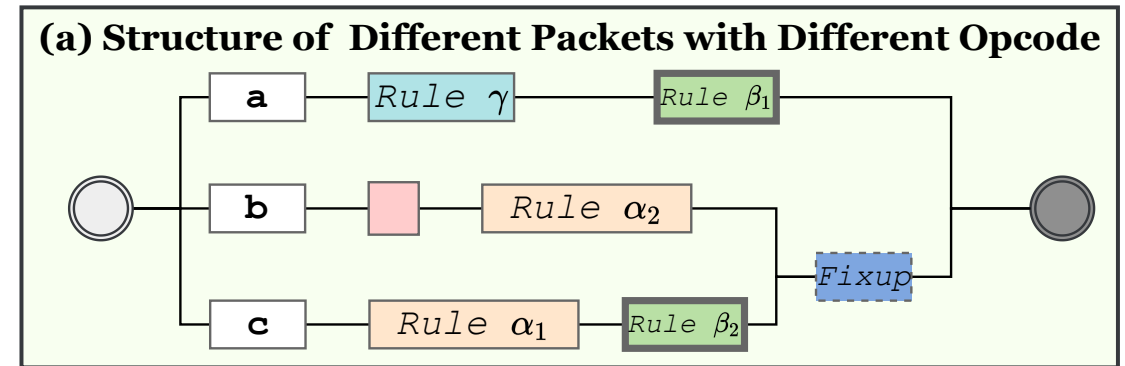 (a) Structure of Different Packets with Different Opcode
a
Rule γ
Rule β₁
b
Rule α₂
Fixup
c
Rule α₁
Rule β₂